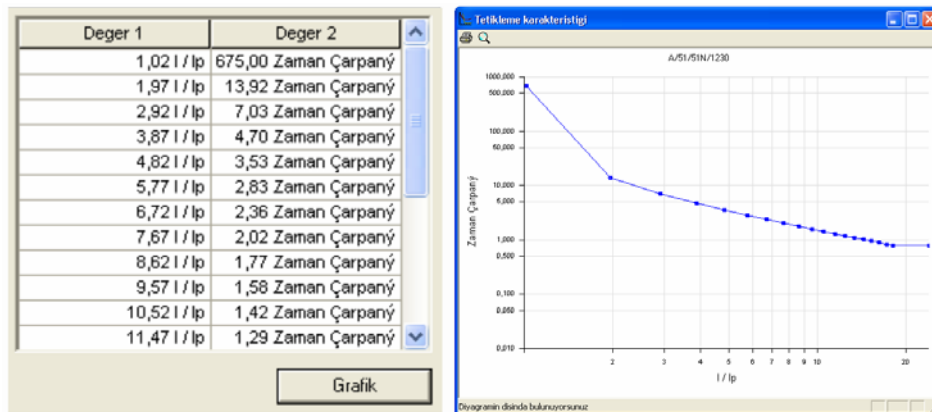 Deger 1 Deger 2
1,02 I / Ip 675,00 Zaman Çarpaný
1,97 I / Ip 13,92 Zaman Çarpaný
2,92 I / Ip 7,03 Zaman Çarpaný
3,87 I / Ip 4,70 Zaman Çarpaný
4,82 I / Ip 3,53 Zaman Çarpaný
5,77 I / Ip 2,83 Zaman Çarpaný
6,72 I / Ip 2,36 Zaman Çarpaný
7,67 I / Ip 2,02 Zaman Çarpaný
8,62 I / Ip 1,77 Zaman Çarpaný
9,57 I / Ip 1,58 Zaman Çarpaný
10,52 I / Ip 1,42 Zaman Çarpaný
11,47 I / Ip 1,29 Zaman Çarpaný
Grafik
Tetikleme karakteristigi
A/51/51N/1230
1000,000
500,000
100,000
50,000
10,000
5,000
1,000
0,500
0,100
0,050
0,010
Zaman Çarpaný
2 3 4 5 6 7 8 9 10 20
I / Ip
Diyagramin disinda bulunuyorsunuz